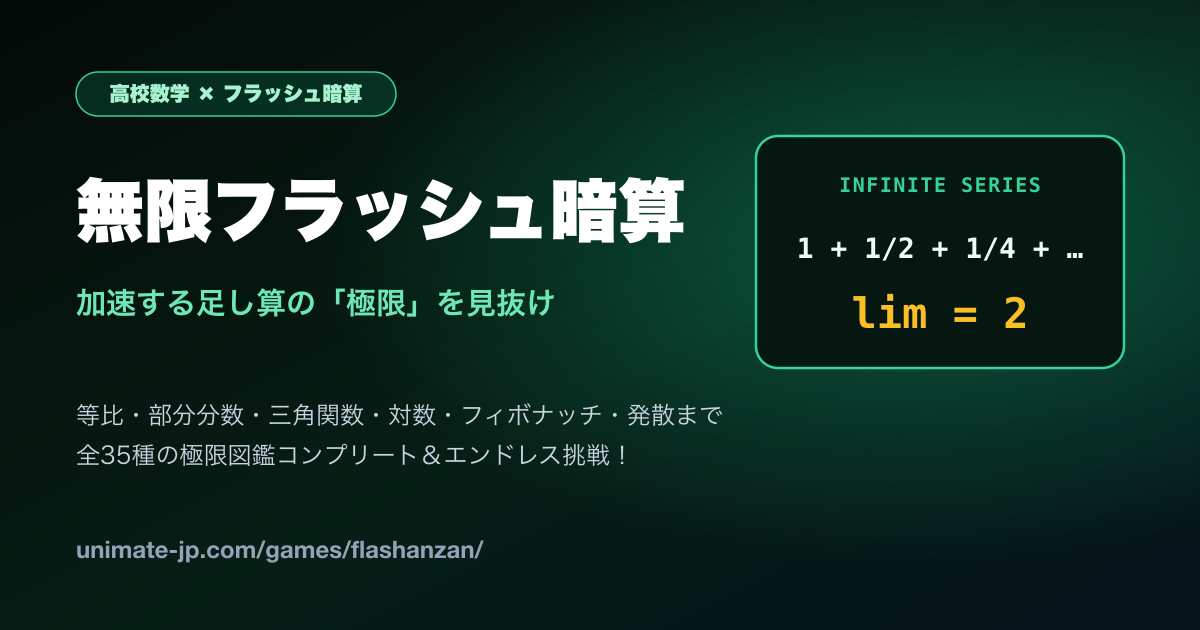 高校数学 × フラッシュ暗算
無限フラッシュ暗算
加速する足し算の「極限」を見抜け
等比・部分分数・三角関数・対数・フィボナッチ・発散まで
全35種の極限図鑑コンプリート＆エンドレス挑戦！
unimate-jp.com/games/flashanzan/
INFINITE SERIES
1 + 1/2 + 1/4 + …
lim = 2